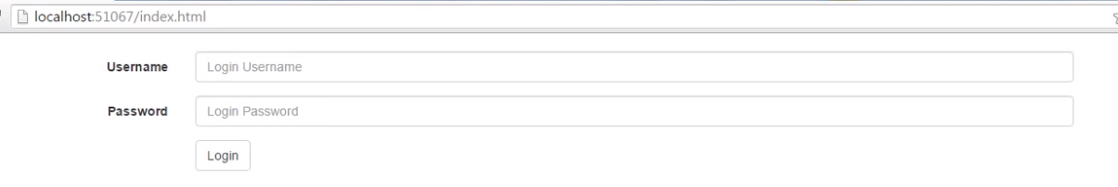 localhost:51067/index.html
Username Login Username
Password Login Password
Login